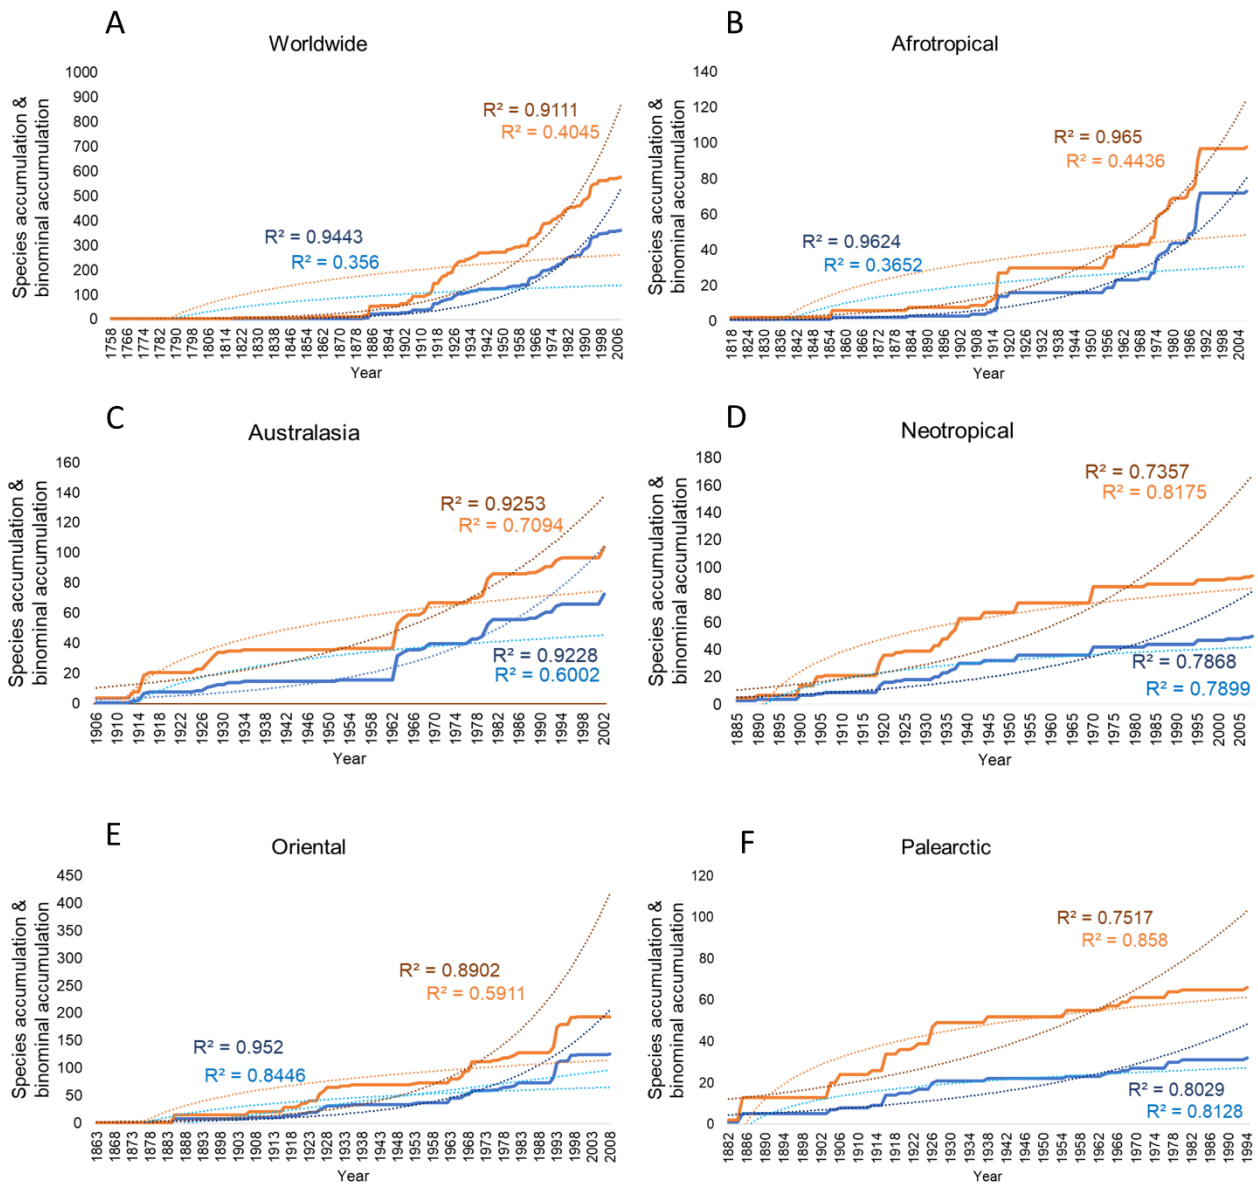 A
Worldwide
Species accumulation &
binominal accumulation
1000
900
800
700
600
500
400
300
200
100
0
R² = 0.9111
R² = 0.4045
R² = 0.9443
R² = 0.356
1758 1766 1774 1782 1790 1798 1806 1814 1822 1830 1838 1846 1854 1862 1870 1878 1886 1894 1902 1910 1918 1926 1934 1942 1950 1958 1966 1974 1982 1990 1998 2006
Year
B
Afrotropical
Species accumulation &
binominal accumulation
140
120
100
80
60
40
20
0
R² = 0.965
R² = 0.4436
R² = 0.9624
R² = 0.3652
1818 1824 1830 1836 1842 1848 1854 1860 1866 1872 1878 1884 1890 1896 1902 1908 1914 1920 1926 1932 1938 1944 1950 1956 1962 1968 1974 1980 1986 1992 1998 2004
Year
C
Australasia
Species accumulation &
binominal accumulation
160
140
120
100
80
60
40
20
0
R² = 0.9253
R² = 0.7094
R² = 0.9228
R² = 0.6002
1906 1910 1914 1918 1922 1926 1930 1934 1938 1942 1946 1950 1954 1958 1962 1966 1970 1974 1978 1982 1986 1990 1994 1998 2002
Year
D
Neotropical
Species accumulation &
binominal accumulation
180
160
140
120
100
80
60
40
20
0
R² = 0.7357
R² = 0.8175
R² = 0.7868
R² = 0.7899
1885 1890 1895 1900 1905 1910 1915 1920 1925 1930 1935 1940 1945 1950 1955 1960 1965 1970 1975 1980 1985 1990 1995 2000 2005
Year
E
Oriental
Species accumulation &
binominal accumulation
450
400
350
300
250
200
150
100
50
0
R² = 0.8902
R² = 0.5911
R² = 0.952
R² = 0.8446
1863 1868 1873 1878 1883 1888 1893 1898 1903 1908 1913 1918 1923 1928 1933 1938 1943 1948 1953 1958 1963 1968 1973 1978 1983 1988 1993 1998 2003 2008
Year
F
Palearctic
Species accumulation &
binominal accumulation
120
100
80
60
40
20
0
R² = 0.7517
R² = 0.858
R² = 0.8029
R² = 0.8128
1882 1886 1890 1894 1898 1902 1906 1910 1914 1918 1922 1926 1930 1934 1938 1942 1946 1950 1954 1958 1962 1966 1970 1974 1978 1982 1986 1990 1994
Year